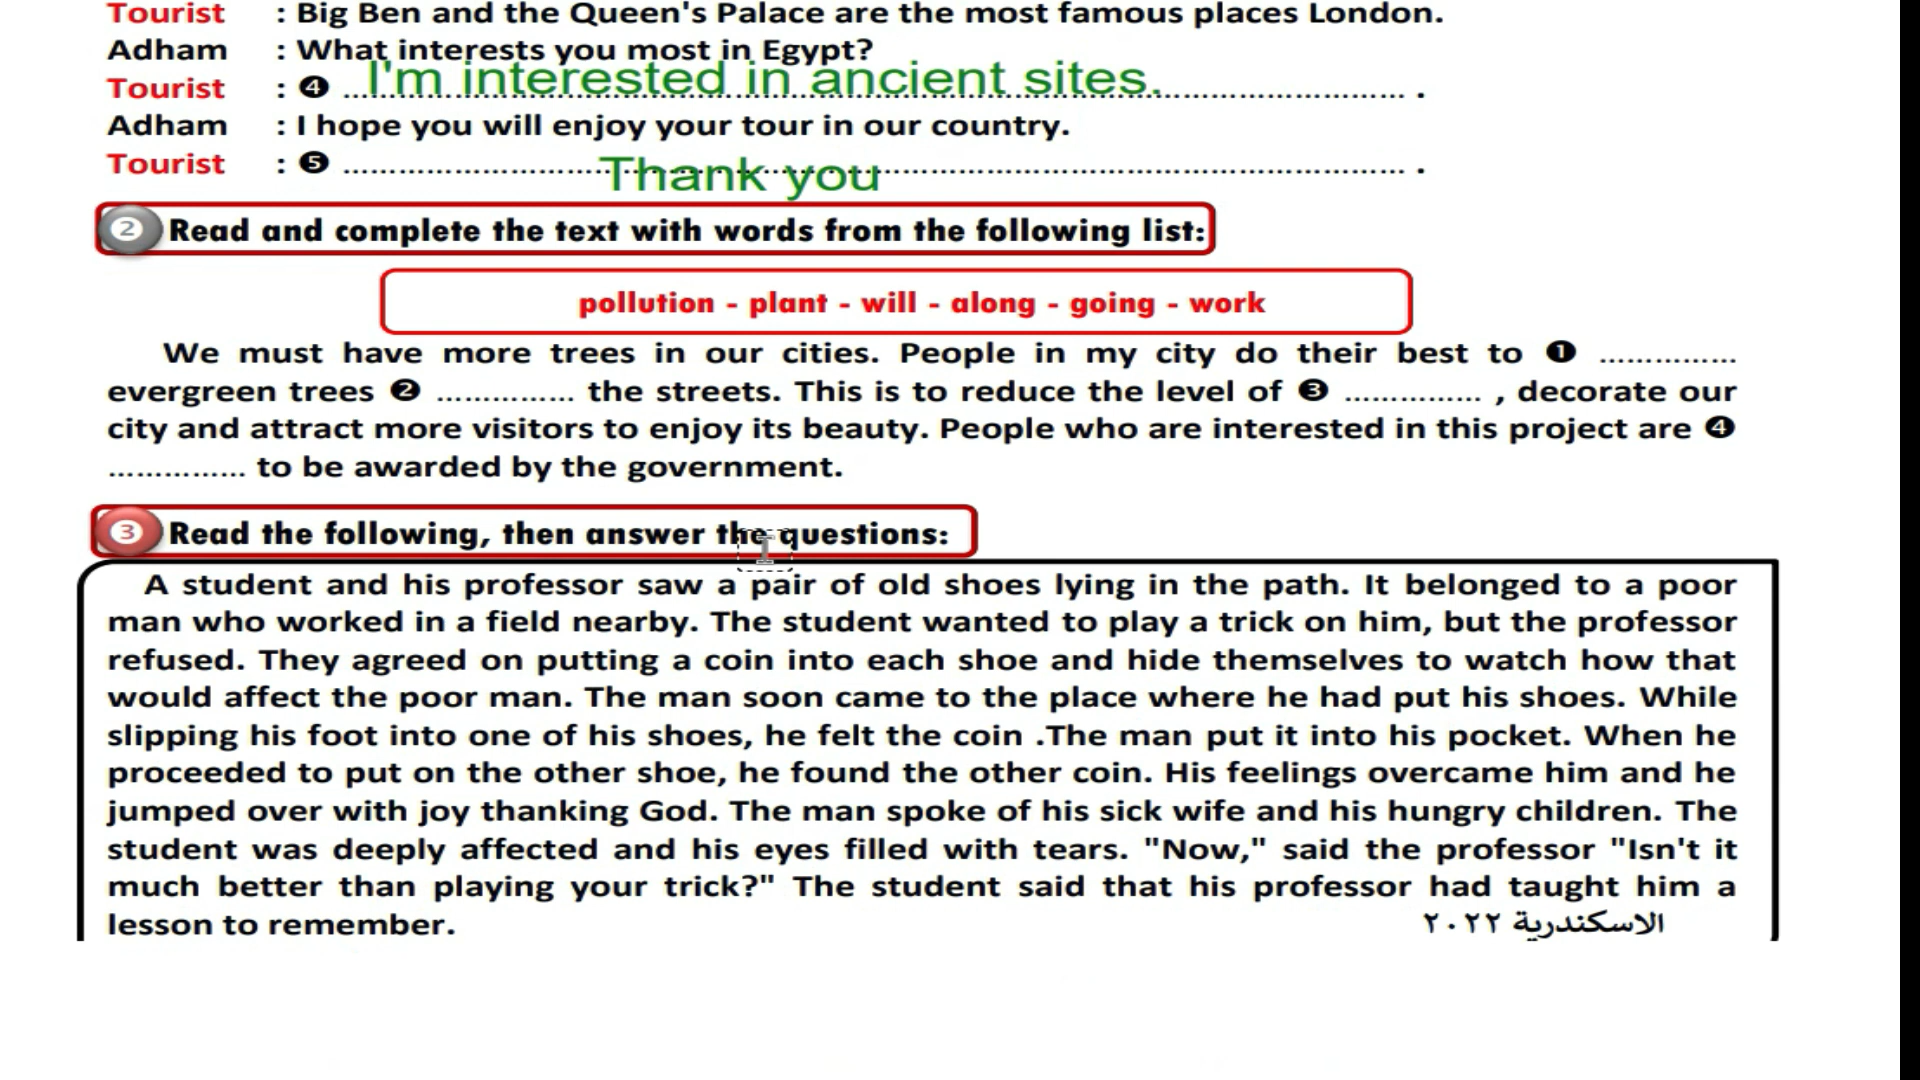 Tourist : Big Ben and the Queen's Palace are the most famous places London.
Adham : What interests you most in Egypt?
Tourist : ❹ I'm interested in ancient sites. .
Adham : I hope you will enjoy your tour in our country.
Tourist : ❺ Thank you .
2 Read and complete the text with words from the following list:
pollution - plant - will - along - going - work
We must have more trees in our cities. People in my city do their best to ❶ ...............
evergreen trees ❷ ............... the streets. This is to reduce the level of ❸ ............... , decorate our
city and attract more visitors to enjoy its beauty. People who are interested in this project are ❹
............... to be awarded by the government.
3 Read the following, then answer the questions:
A student and his professor saw a pair of old shoes lying in the path. It belonged to a poor
man who worked in a field nearby. The student wanted to play a trick on him, but the professor
refused. They agreed on putting a coin into each shoe and hide themselves to watch how that
would affect the poor man. The man soon came to the place where he had put his shoes. While
slipping his foot into one of his shoes, he felt the coin .The man put it into his pocket. When he
proceeded to put on the other shoe, he found the other coin. His feelings overcame him and he
jumped over with joy thanking God. The man spoke of his sick wife and his hungry children. The
student was deeply affected and his eyes filled with tears. "Now," said the professor "Isn't it
much better than playing your trick?" The student said that his professor had taught him a
lesson to remember. الاسكندرية ٢٠٢٢